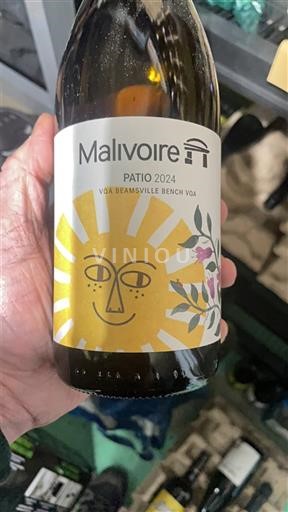 Malivoire
PATIO 2024
VQA BEAMSVILLE BENCH VQA
VINIOU